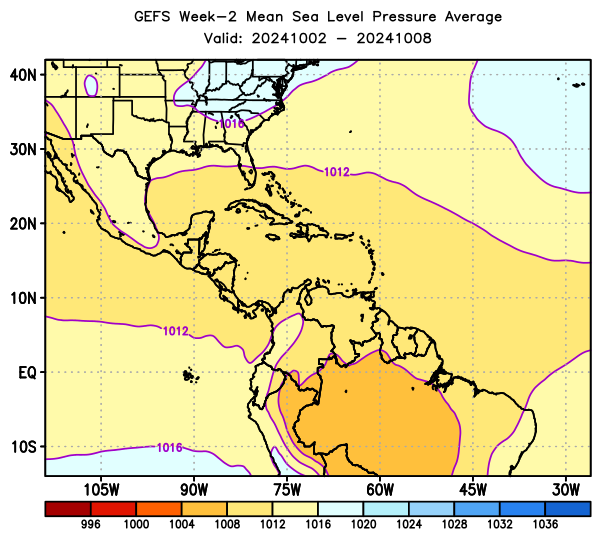 GEFS Week-2 Mean Sea Level Pressure Average
Valid: 20241002 - 20241008
40N
1016
30N
1012
20N
10N
1012
EQ
10S
1016
105W 90W 75W 60W 45W 30W
996 1000 1004 1008 1012 1016 1020 1024 1028 1032 1036